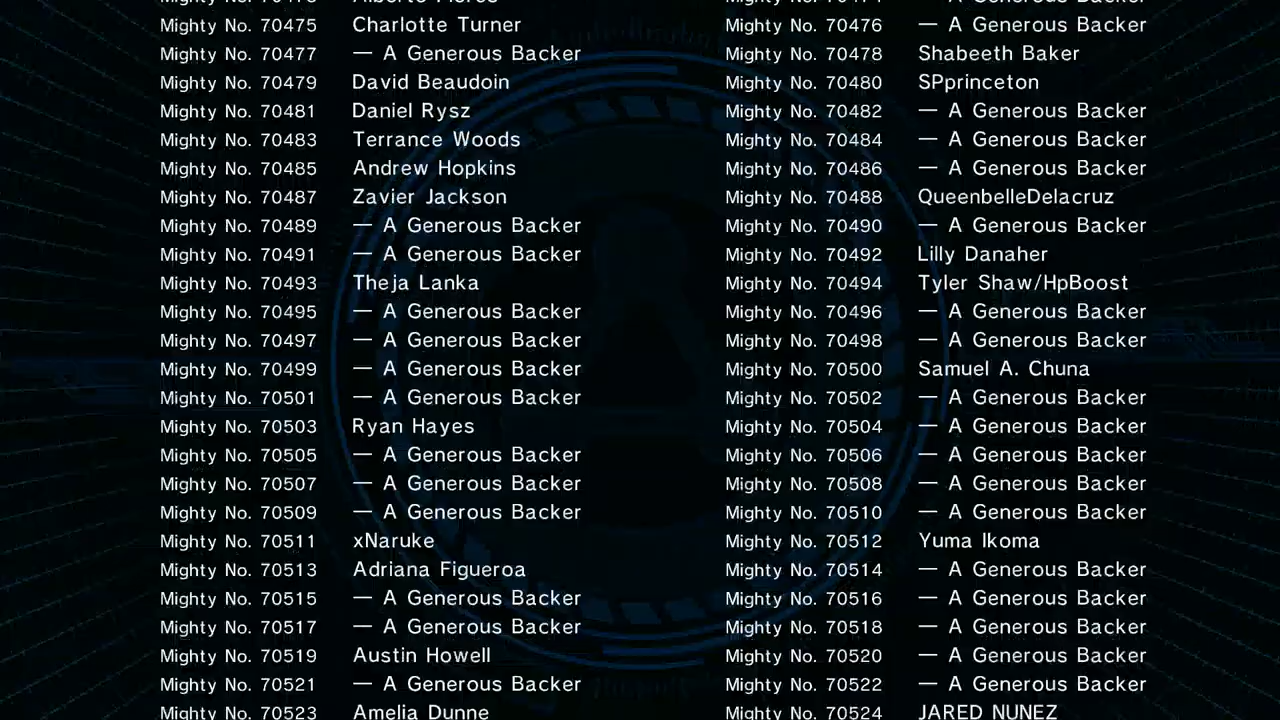 Mighty No. 70475 Charlotte Turner Mighty No. 70476 — A Generous Backer
Mighty No. 70477 — A Generous Backer Mighty No. 70478 Shabeeth Baker
Mighty No. 70479 David Beaudoin Mighty No. 70480 SPprinceton
Mighty No. 70481 Daniel Rysz Mighty No. 70482 — A Generous Backer
Mighty No. 70483 Terrance Woods Mighty No. 70484 — A Generous Backer
Mighty No. 70485 Andrew Hopkins Mighty No. 70486 — A Generous Backer
Mighty No. 70487 Zavier Jackson Mighty No. 70488 QueenbelleDelacruz
Mighty No. 70489 — A Generous Backer Mighty No. 70490 — A Generous Backer
Mighty No. 70491 — A Generous Backer Mighty No. 70492 Lilly Danaher
Mighty No. 70493 Theja Lanka Mighty No. 70494 Tyler Shaw/HpBoost
Mighty No. 70495 — A Generous Backer Mighty No. 70496 — A Generous Backer
Mighty No. 70497 — A Generous Backer Mighty No. 70498 — A Generous Backer
Mighty No. 70499 — A Generous Backer Mighty No. 70500 Samuel A. Chuna
Mighty No. 70501 — A Generous Backer Mighty No. 70502 — A Generous Backer
Mighty No. 70503 Ryan Hayes Mighty No. 70504 — A Generous Backer
Mighty No. 70505 — A Generous Backer Mighty No. 70506 — A Generous Backer
Mighty No. 70507 — A Generous Backer Mighty No. 70508 — A Generous Backer
Mighty No. 70509 — A Generous Backer Mighty No. 70510 — A Generous Backer
Mighty No. 70511 xNaruke Mighty No. 70512 Yuma Ikoma
Mighty No. 70513 Adriana Figueroa Mighty No. 70514 — A Generous Backer
Mighty No. 70515 — A Generous Backer Mighty No. 70516 — A Generous Backer
Mighty No. 70517 — A Generous Backer Mighty No. 70518 — A Generous Backer
Mighty No. 70519 Austin Howell Mighty No. 70520 — A Generous Backer
Mighty No. 70521 — A Generous Backer Mighty No. 70522 — A Generous Backer
Mighty No. 70523 Amelia Dunne Mighty No. 70524 JARED NUNEZ